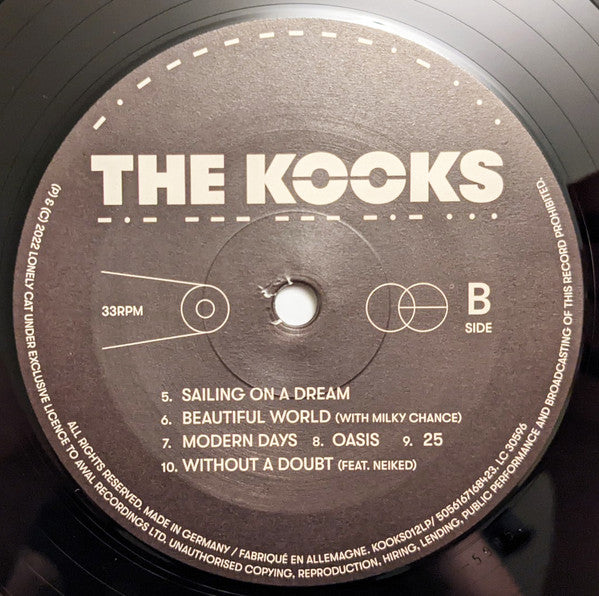 THE KOOKS
33RPM
B
SIDE
5. SAILING ON A DREAM
6. BEAUTIFUL WORLD (WITH MILKY CHANCE)
7. MODERN DAYS 8. OASIS 9. 25
10. WITHOUT A DOUBT (FEAT. NEIKED)
(P) & (C) 2022 LONELY CAT UNDER EXCLUSIVE LICENCE TO AWAL RECORDINGS LTD. UNAUTHORISED COPYING, REPRODUCTION, HIRING, LENDING, PUBLIC PERFORMANCE AND BROADCASTING OF THIS RECORD PROHIBITED.
ALL RIGHTS RESERVED. MADE IN GERMANY / FABRIQUÉ EN ALLEMAGNE, KOOKS012LP/ 5056167168423, LC 30596